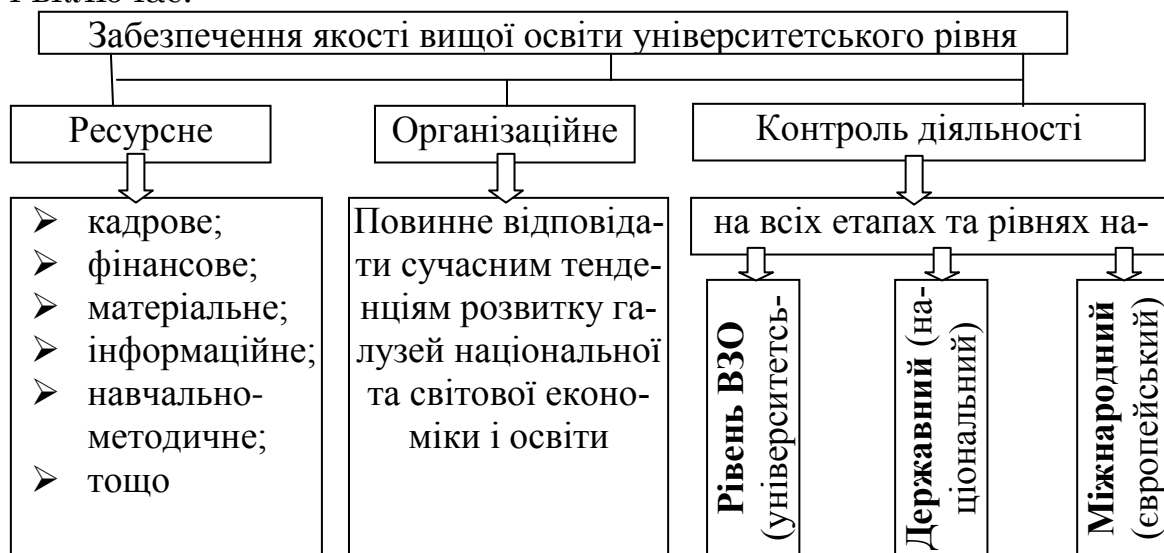 Забезпечення якості вищої освіти університетського рівня
Ресурсне
Організаційне
Контроль діяльності
➢ кадрове;
➢ фінансове;
➢ матеріальне;
➢ інформаційне;
➢ навчально-
методичне;
➢ тощо
Повинне відповіда-
ти сучасним тенде-
нціям розвитку га-
лузей національної
та світової еконо-
міки і освіти
на всіх етапах та рівнях на-
Рівень ВЗО
(університетсь-
Державний (на-
ціональний)
Міжнародний
(європейський)